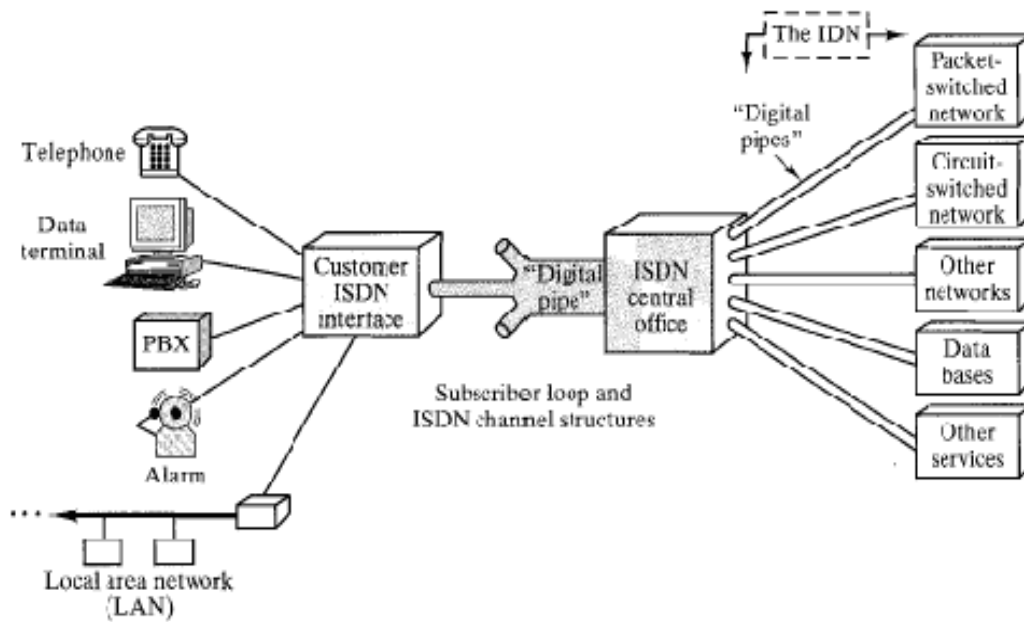 The IDN
Packet-
switched
network
"Digital
pipes"
Circuit-
switched
network
Telephone
Data
terminal
Customer
ISDN
interface
"Digital
pipe"
ISDN
central
office
Other
networks
PBX
Data
bases
Subscriber loop and
ISDN channel structures
Other
services
Alarm
...
Local area network
(LAN)